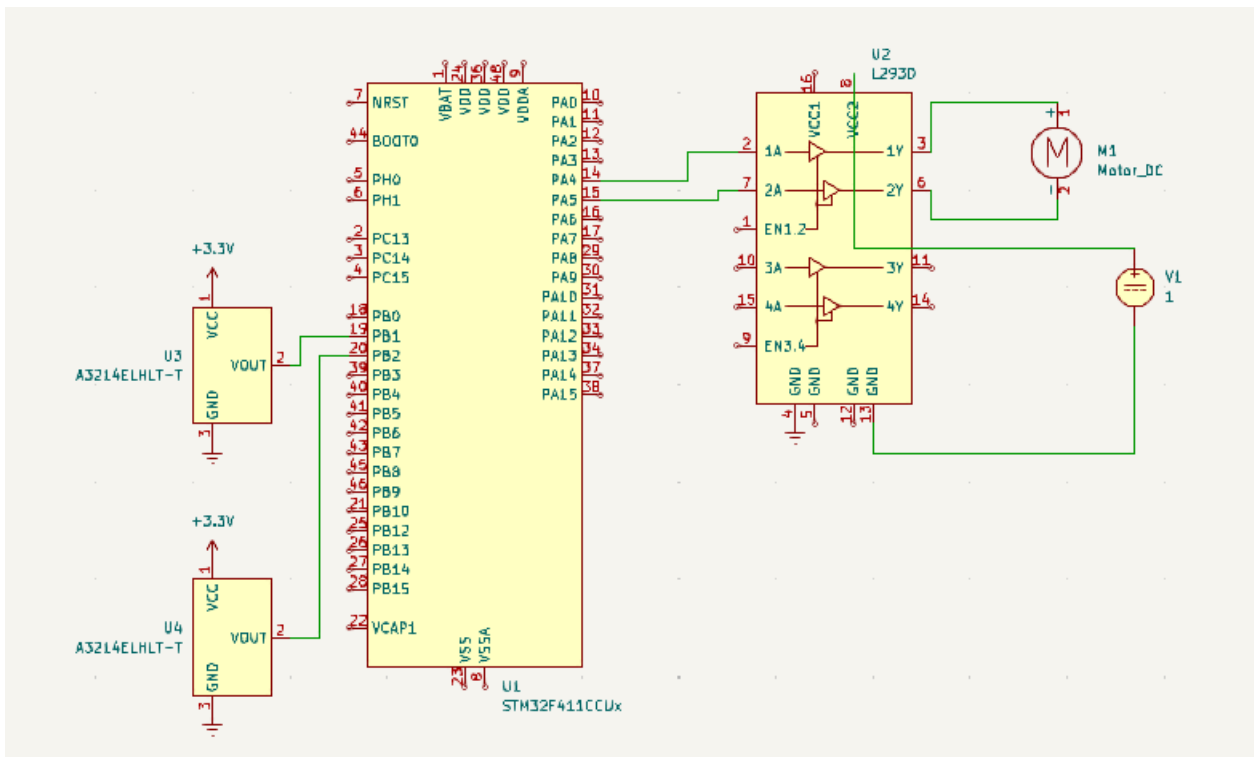 U2
L293D
1 24 36 48 9
VBAT VDD VDD VDD VDDA
16 8
VCC1 VCC2
7 NRST
44 BOOT0
5 PH0
6 PH1
2 PC13
3 PC14
4 PC15
18 PB0
19 PB1
20 PB2
39 PB3
40 PB4
41 PB5
42 PB6
43 PB7
45 PB8
46 PB9
21 PB10
25 PB12
26 PB13
27 PB14
28 PB15
22 VCAP1
PA0 10
PA1 11
PA2 12
PA3 13
PA4 14
PA5 15
PA6 16
PA7 17
PA8 29
PA9 30
PA10 31
PA11 32
PA12 33
PA13 34
PA14 37
PA15 38
VSS VSSA
23 8
U1
STM32F411CCUx
2 1A 1Y 3
7 2A 2Y 6
1 EN1,2
10 3A 3Y 11
15 4A 4Y 14
9 EN3,4
GND GND GND GND
4 5 12 13
+ 1
M
- 2
M1
Motor_DC
+
V1
1
+3.3V
1
VCC
U3
A3214ELHLT-T
VOUT 2
GND
3
+3.3V
1
VCC
U4
A3214ELHLT-T
VOUT 2
GND
3